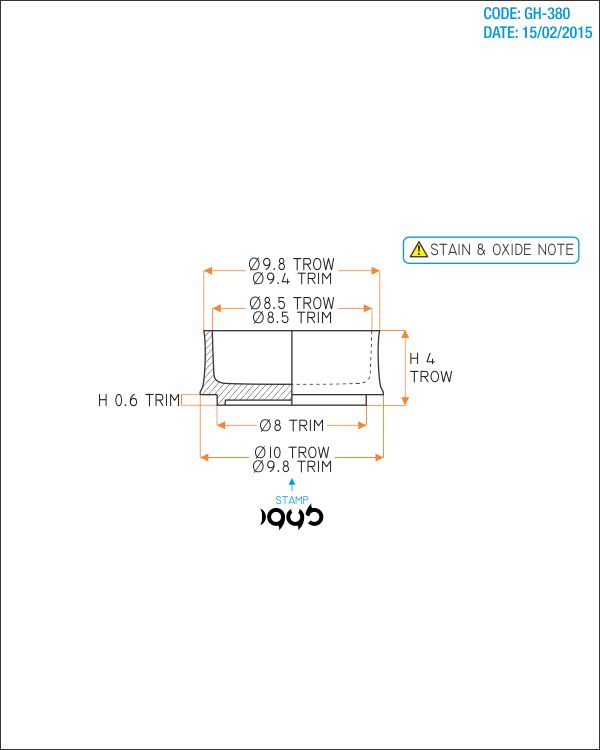 CODE: GH-380
DATE: 15/02/2015
STAIN & OXIDE NOTE
Ø9.8 TROW
Ø9.4 TRIM
Ø8.5 TROW
Ø8.5 TRIM
H 4
TROW
H 0.6 TRIM
Ø8 TRIM
Ø10 TROW
Ø9.8 TRIM
STAMP